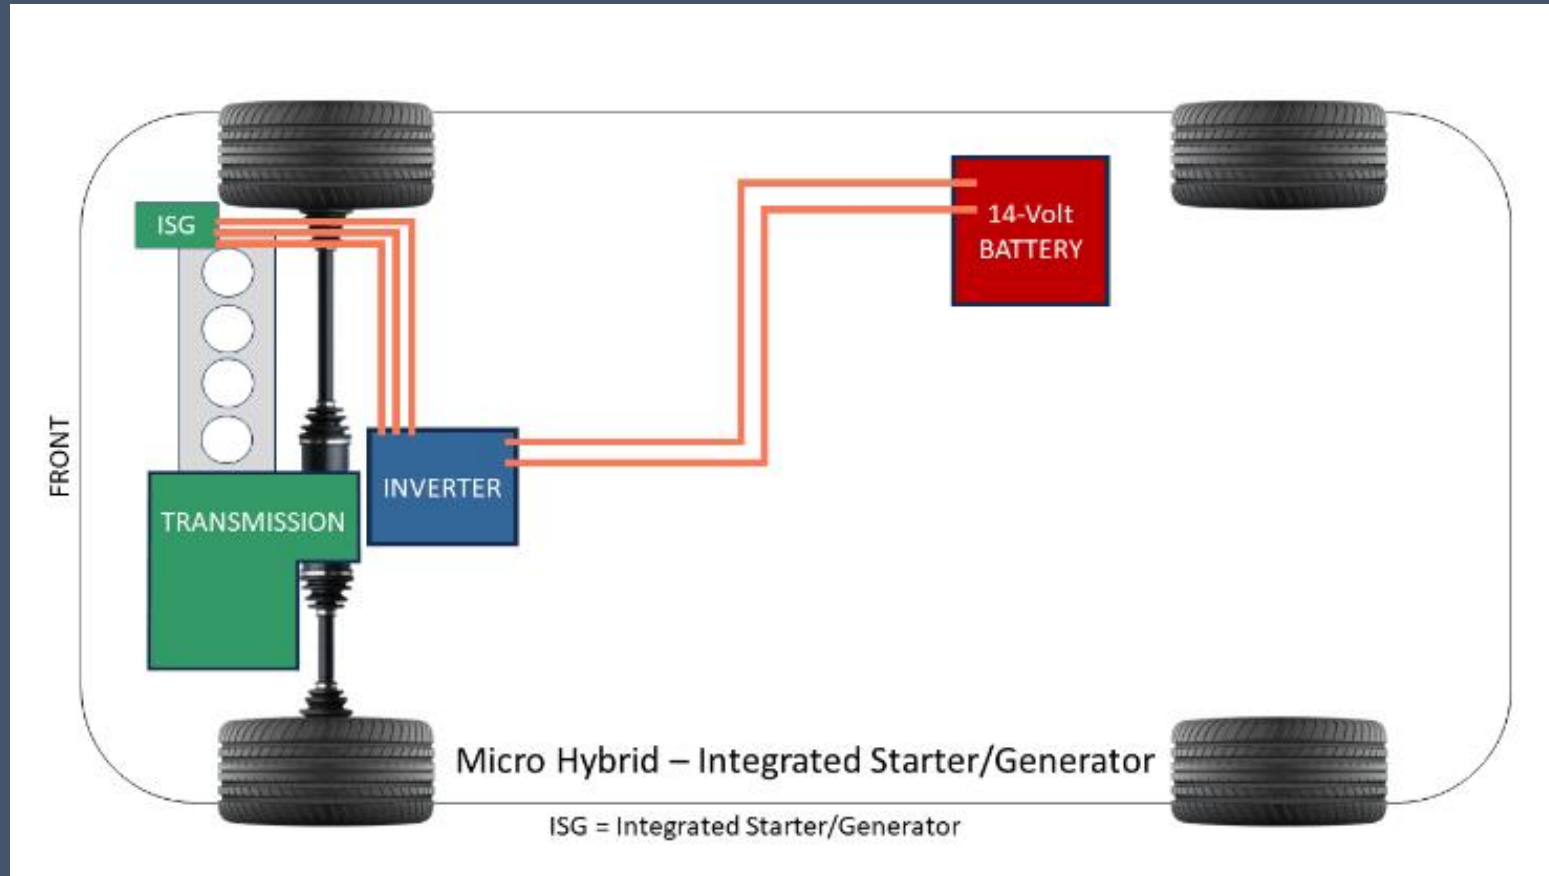 ISG
14-Volt
BATTERY
FRONT
INVERTER
TRANSMISSION
Micro Hybrid – Integrated Starter/Generator
ISG = Integrated Starter/Generator